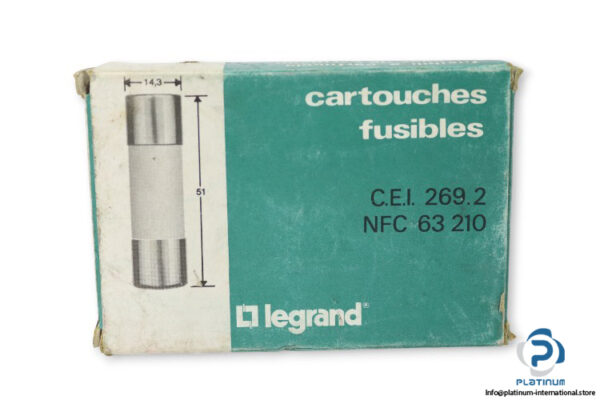 14,3
51
cartouches
fusibles
C.E.I. 269.2
NFC 63 210
legrand®
PLATINUM
Info@platinum-international.store